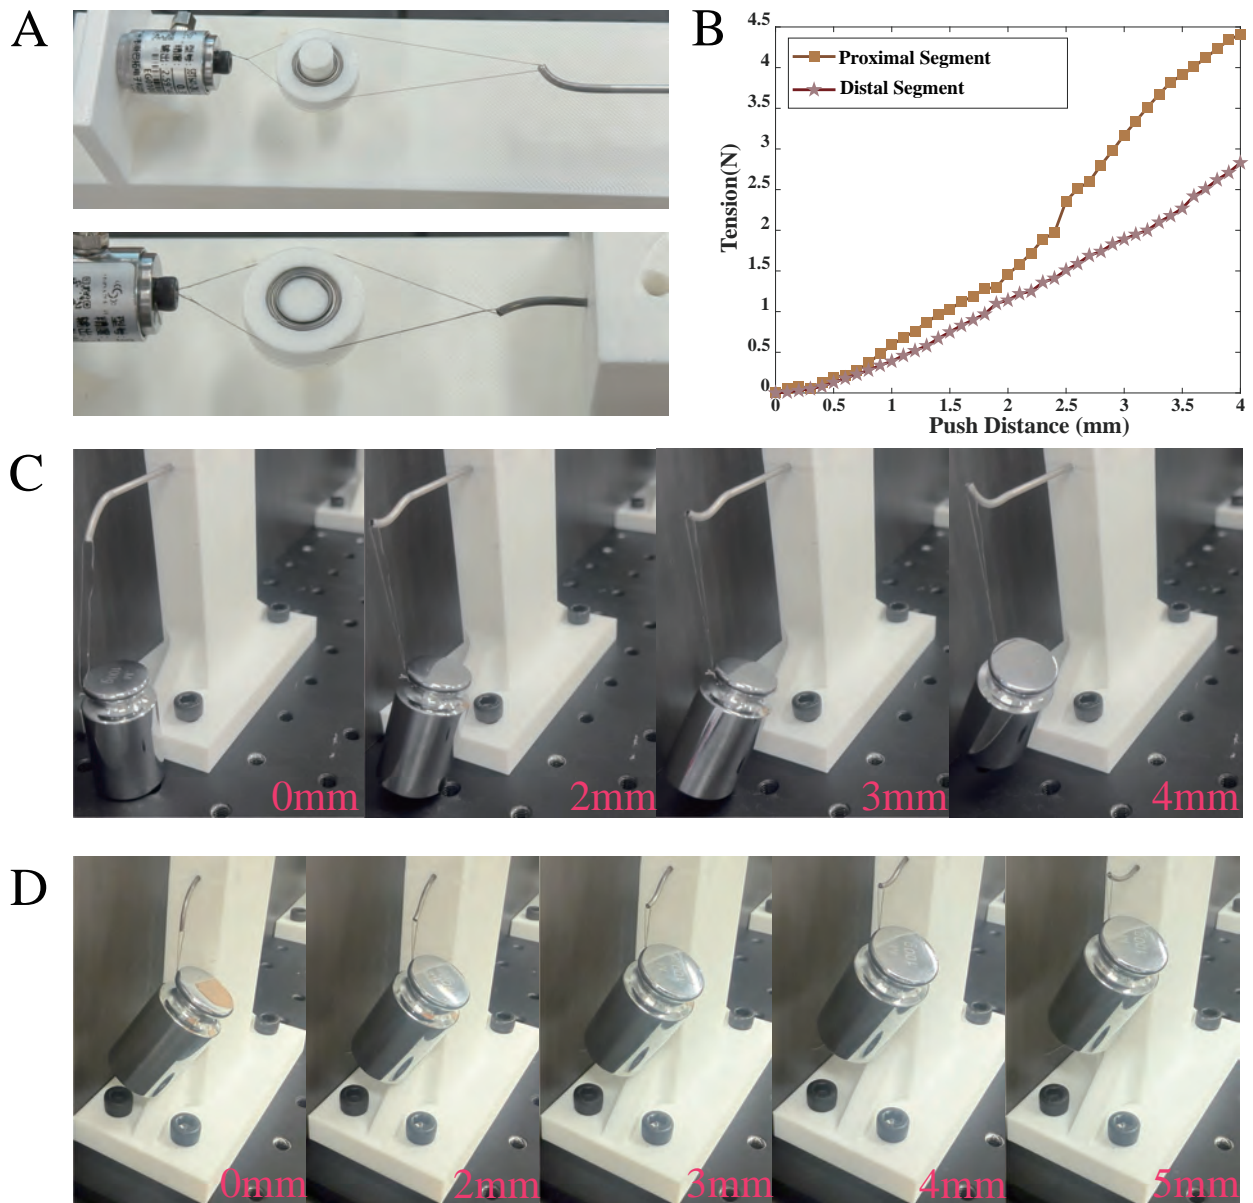 A
B
4.5
4
3.5
3
2.5
2
1.5
1
0.5
0
Tension(N)
Proximal Segment
Distal Segment
0 0.5 1 1.5 2 2.5 3 3.5 4
Push Distance (mm)
C
0mm
2mm
3mm
4mm
D
100g
0mm
2mm
3mm
4mm
5mm